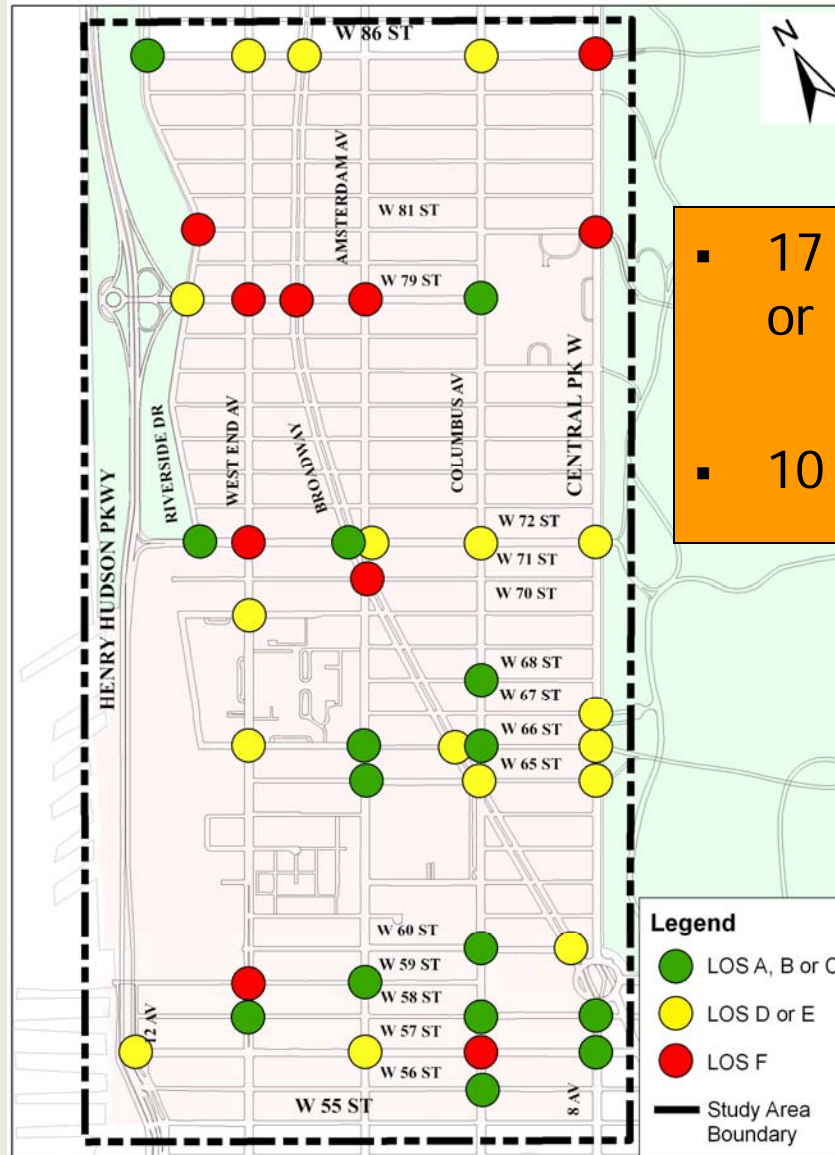 W 86 ST
N
AMSTERDAM AV
W 81 ST
W 79 ST
▪ 17
or
▪ 10
CENTRAL PK W
COLUMBUS AV
RIVERSIDE DR
WEST END AV
BROADWAY
HENRY HUDSON PKWY
W 72 ST
W 71 ST
W 70 ST
W 68 ST
W 67 ST
W 66 ST
W 65 ST
W 60 ST
W 59 ST
W 58 ST
W 57 ST
W 56 ST
W 55 ST
12 AV
8 AV
Legend
LOS A, B or C
LOS D or E
LOS F
Study Area
Boundary